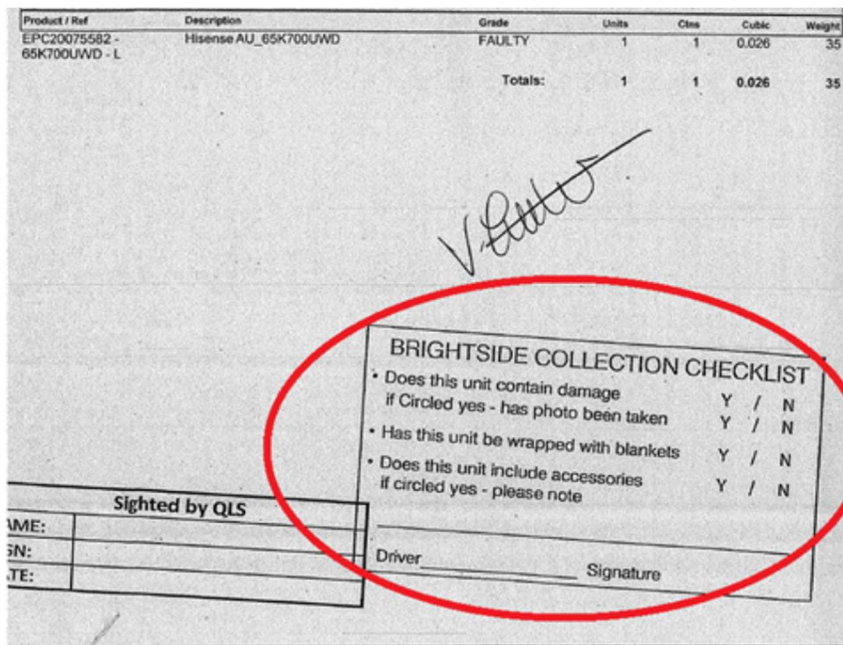 Product / Ref Description Grade Units Ctns Cubic Weight
EPC20075582 - Hisense AU_65K700UWD FAULTY 1 1 0.026 35
65K700UWD - L
Totals: 1 1 0.026 35
BRIGHTSIDE COLLECTION CHECKLIST
• Does this unit contain damage Y / N
if Circled yes - has photo been taken Y / N
• Has this unit be wrapped with blankets Y / N
• Does this unit include accessories Y / N
if circled yes - please note
Driver Signature
Sighted by QLS
AME:
GN:
ATE: